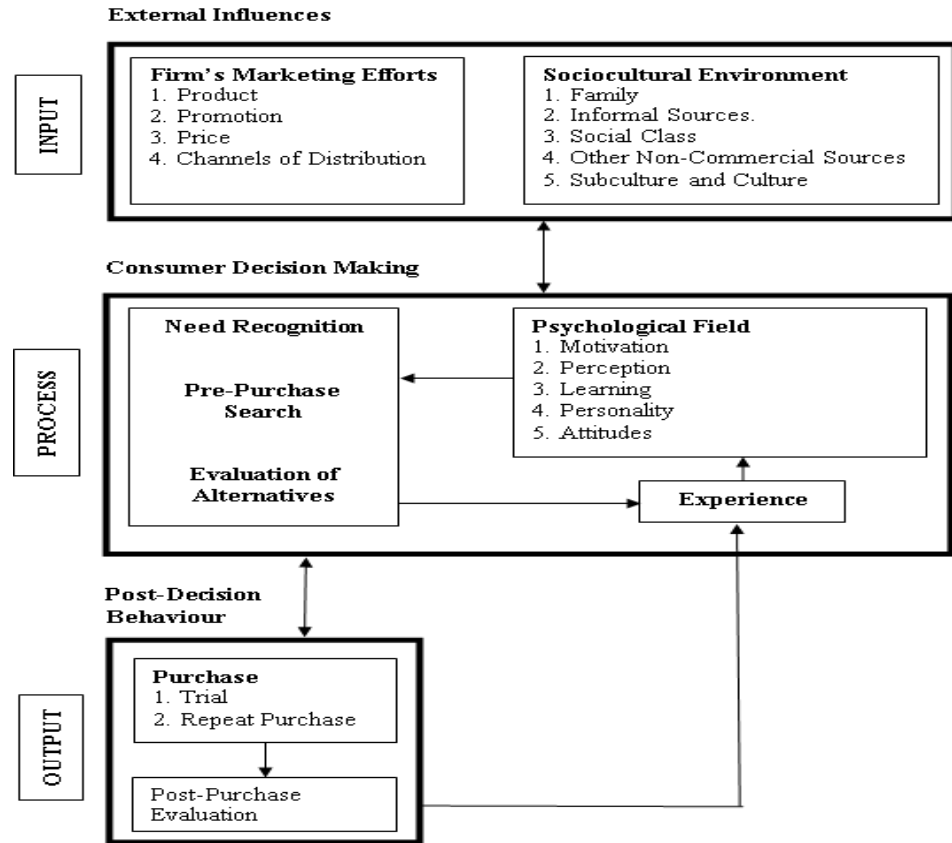 External Influences
INPUT
Firm's Marketing Efforts
1. Product
2. Promotion
3. Price
4. Channels of Distribution
Sociocultural Environment
1. Family
2. Informal Sources.
3. Social Class
4. Other Non-Commercial Sources
5. Subculture and Culture
Consumer Decision Making
PROCESS
Need Recognition
Pre-Purchase
Search
Evaluation of
Alternatives
Psychological Field
1. Motivation
2. Perception
3. Learning
4. Personality
5. Attitudes
Experience
Post-Decision
Behaviour
OUTPUT
Purchase
1. Trial
2. Repeat Purchase
Post-Purchase
Evaluation